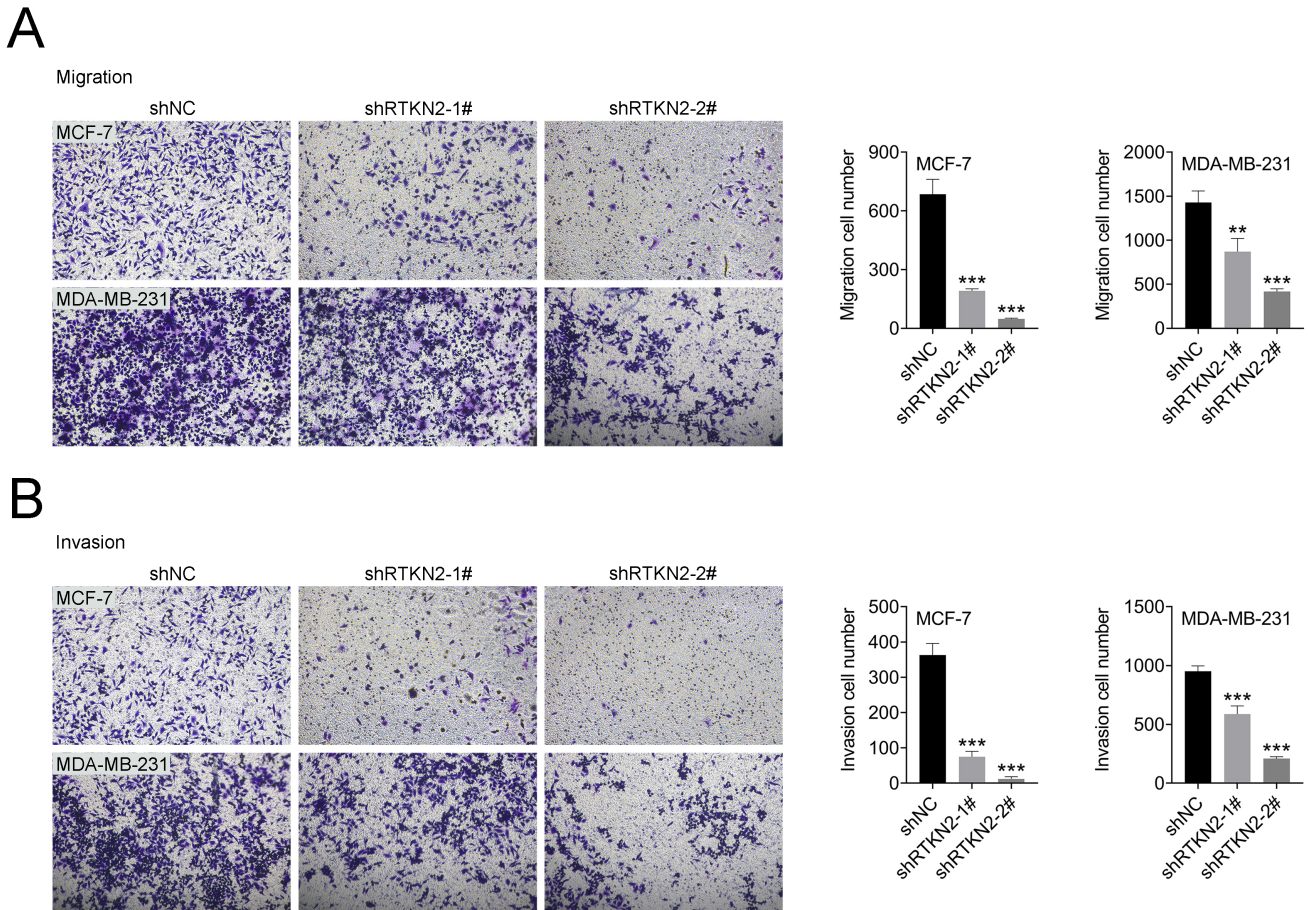 A
Migration
shNC shRTKN2-1# shRTKN2-2#
MCF-7
MDA-MB-231
900
600
300
0
Migration cell number
MCF-7
***
***
shNC
shRTKN2-1#
shRTKN2-2#
2000
1500
1000
500
0
Migration cell number
MDA-MB-231
**
***
shNC
shRTKN2-1#
shRTKN2-2#
B
Invasion
shNC shRTKN2-1# shRTKN2-2#
MCF-7
MDA-MB-231
500
400
300
200
100
0
Invasion cell number
MCF-7
***
***
shNC
shRTKN2-1#
shRTKN2-2#
1500
1000
500
0
Invasion cell number
MDA-MB-231
***
***
shNC
shRTKN2-1#
shRTKN2-2#